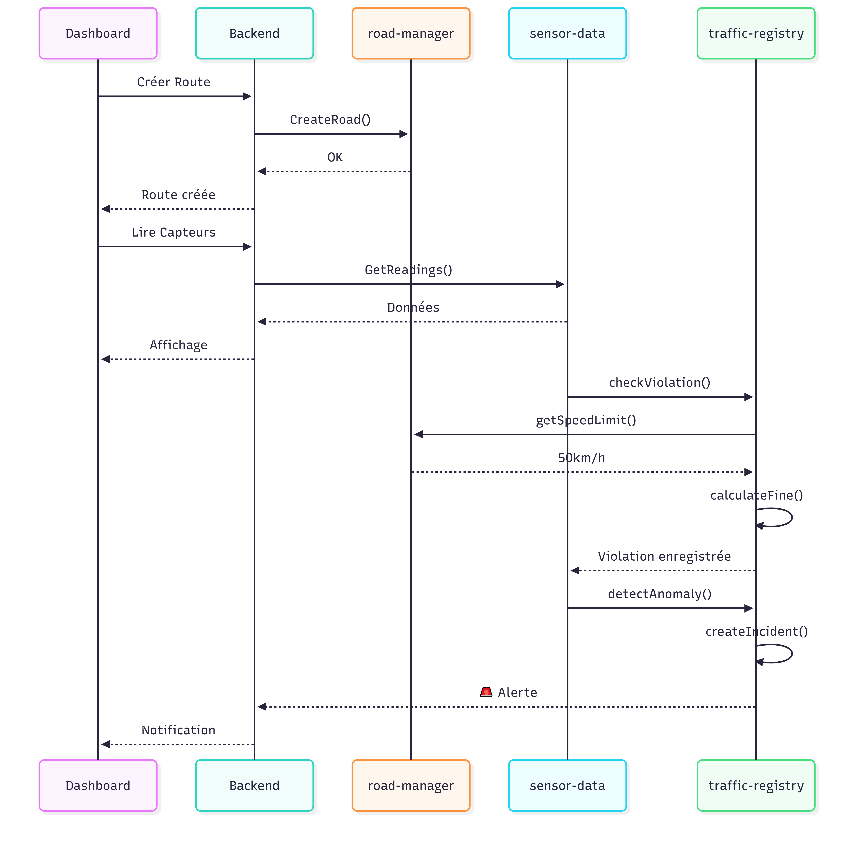 Dashboard
Backend
road-manager
sensor-data
traffic-registry
Créer Route
CreateRoad()
OK
Route créée
Lire Capteurs
GetReadings()
Données
Affichage
checkViolation()
getSpeedLimit()
50km/h
calculateFine()
Violation enregistrée
detectAnomaly()
createIncident()
🚨 Alerte
Notification
Dashboard
Backend
road-manager
sensor-data
traffic-registry